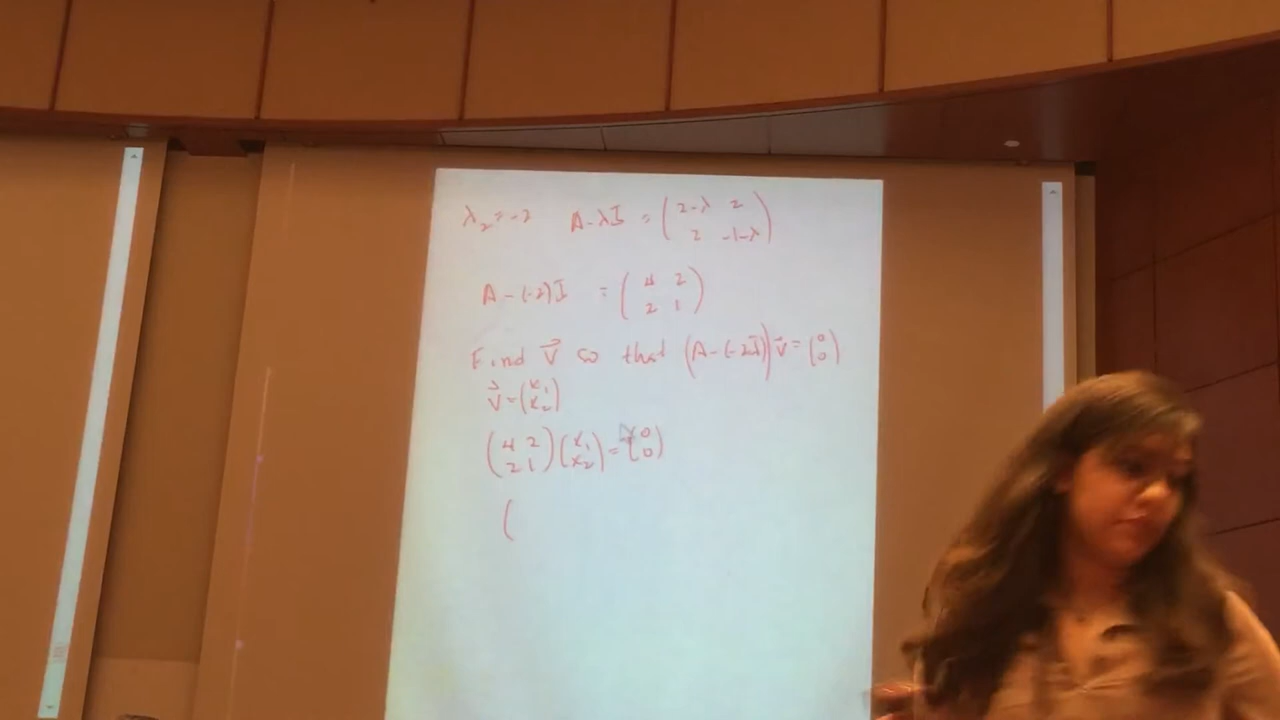 λ₂ = -2 A-λI = ( 2-λ 2
2 -1-λ )
A-(-2)I = ( 4 2
2 1 )
Find v⃗ so that (A-(-2I))v⃗ = ( 0
0 )
v⃗ = ( x₁
x₂ )
( 4 2
2 1 ) ( x₁
x₂ ) = ( 0
0 )
(